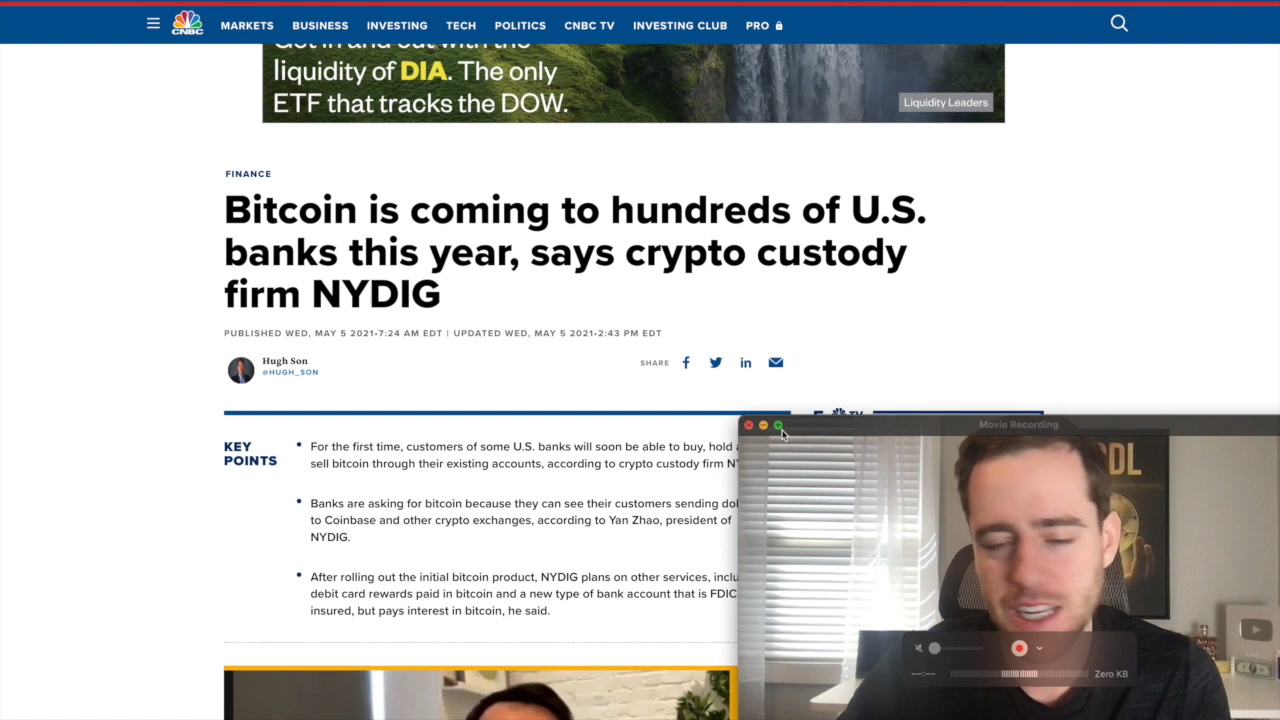 CNBC
MARKETS BUSINESS INVESTING TECH POLITICS CNBC TV INVESTING CLUB PRO
liquidity of DIA. The only
ETF that tracks the DOW.
Liquidity Leaders
FINANCE
Bitcoin is coming to hundreds of U.S.
banks this year, says crypto custody
firm NYDIG
PUBLISHED WED, MAY 5 2021•7:24 AM EDT | UPDATED WED, MAY 5 2021•2:43 PM EDT
Hugh Son
@HUGH_SON
SHARE
TV
KEY
POINTS
For the first time, customers of some U.S. banks will soon be able to buy, hold
sell bitcoin through their existing accounts, according to crypto custody firm
Banks are asking for bitcoin because they can see their customers sending
to Coinbase and other crypto exchanges, according to Yan Zhao, president of
NYDIG.
After rolling out the initial bitcoin product, NYDIG plans on other services,
debit card rewards paid in bitcoin and a new type of bank account that is FDIC
insured, but pays interest in bitcoin, he said.
Movie Recording
--:--
Zero KB